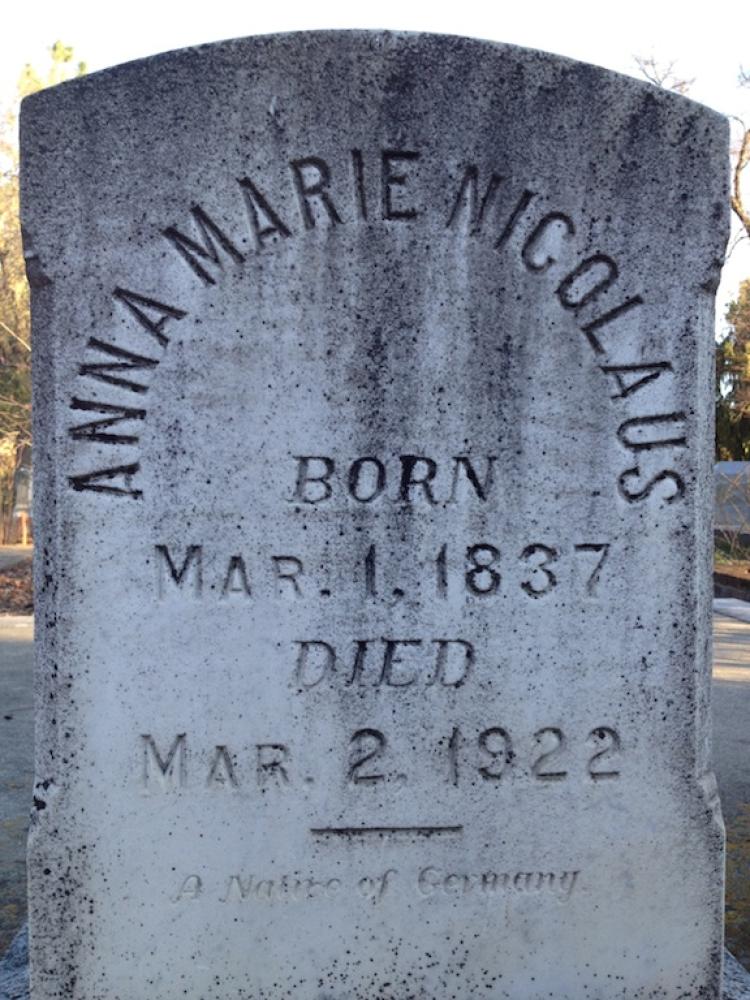 ANNA MARIE NICOLAUS
BORN
MAR. 1. 1837
DIED
MAR. 2. 1922
A Native of Germany